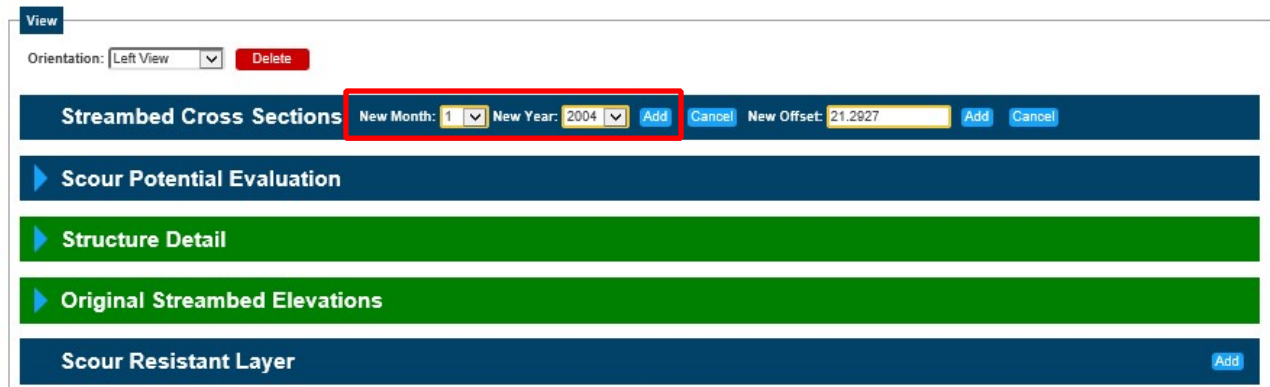 View
Orientation: Left View Delete
Streambed Cross Sections New Month: 1 New Year: 2004 Add Cancel New Offset: 21.2927 Add Cancel
Scour Potential Evaluation
Structure Detail
Original Streambed Elevations
Scour Resistant Layer Add